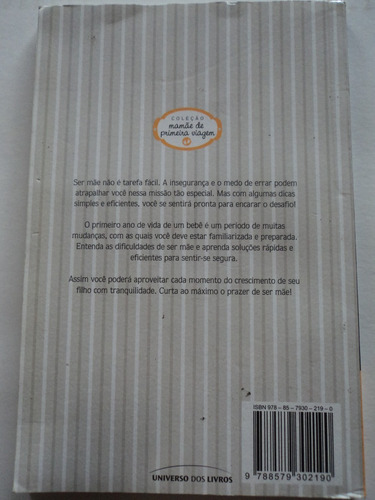 COLEÇÃO
mamãe de
primeira viagem
Ser mãe não é tarefa fácil. A insegurança e o medo de errar podem
atrapalhar você nessa missão tão especial. Mas com algumas dicas
simples e eficientes, você se sentirá pronta para encarar o desafio!
O primeiro ano de vida de um bebê é um período de muitas
mudanças, com as quais você deve estar familiarizada e preparada.
Entenda as dificuldades de ser mãe e aprenda soluções rápidas e
eficientes para sentir-se segura.
Assim você poderá aproveitar cada momento do crescimento de seu
filho com tranquilidade. Curta ao máximo o prazer de ser mãe!
ISBN 978-85-7930-219-0
9 788579 302190
UNIVERSO DOS LIVROS